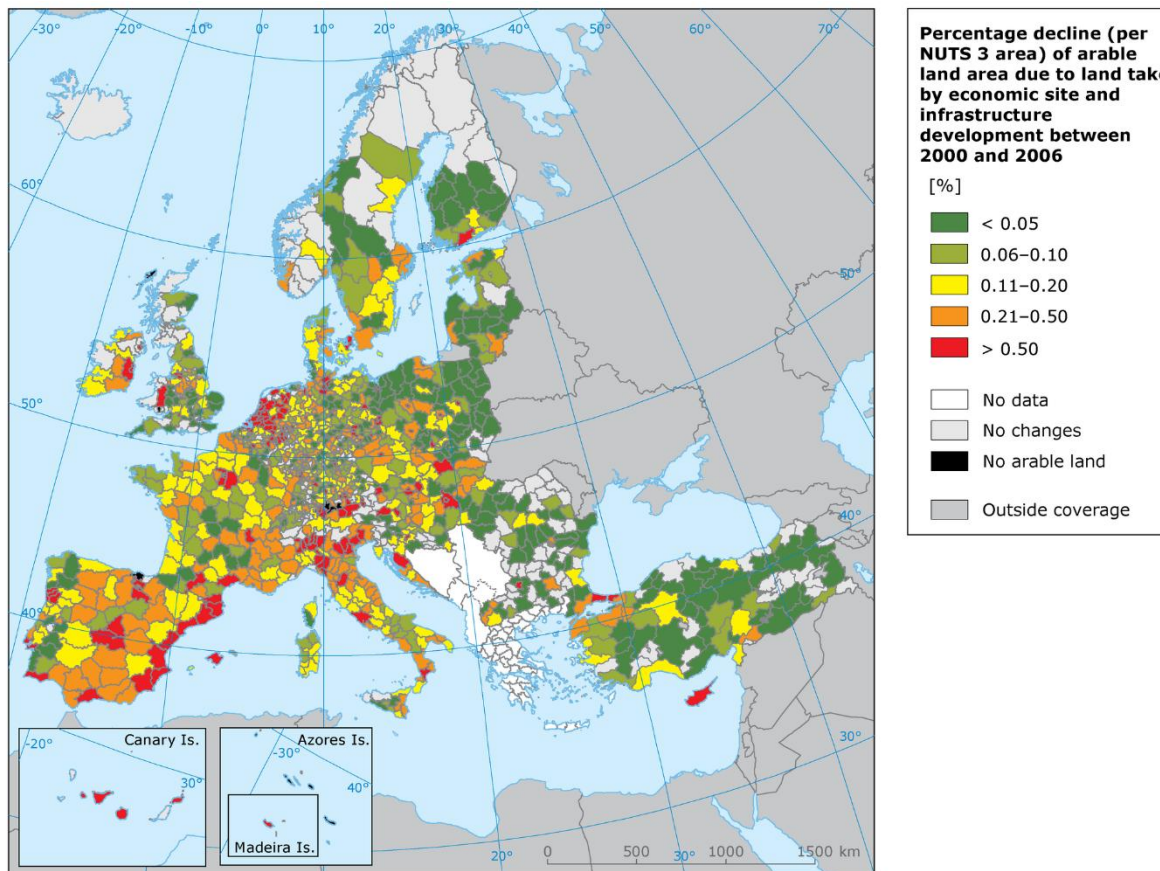 -30° -20° -10° 0° 10° 20° 30° 40° 50° 60° 70°
60°
50°
40°
60°
50°
40°
30°
Canary Is.
-20°
30°
Azores Is.
-30°
40°
Madeira Is.
20°
30°
0 500 1000 1500 km
Percentage decline (per
NUTS 3 area) of arable
land area due to land take
by economic site and
infrastructure
development between
2000 and 2006
[%]
< 0.05
0.06–0.10
0.11–0.20
0.21–0.50
> 0.50
No data
No changes
No arable land
Outside coverage